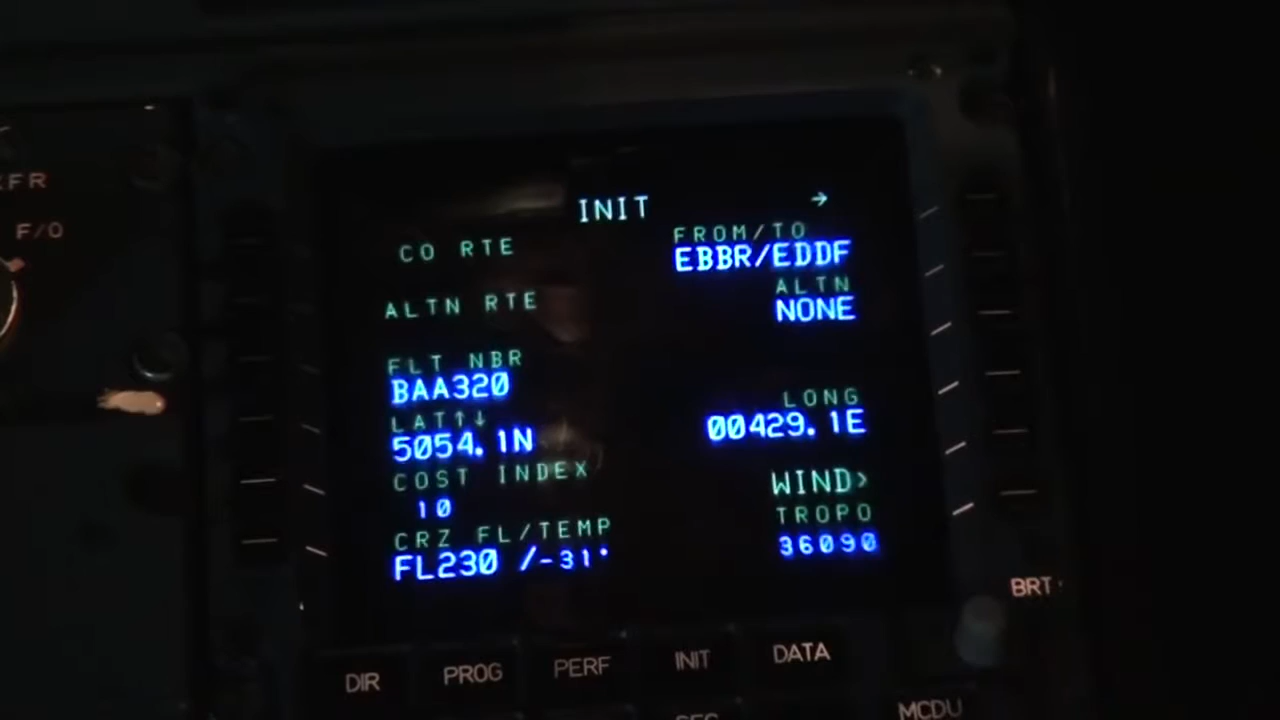 XFR
F/O
INIT →
CO RTE
FROM/TO
EBBR/EDDF
ALTN RTE
ALTN
NONE
FLT NBR
BAA320
LAT↑↓
LONG
5054.1N
00429.1E
COST INDEX
WIND>
10
TROPO
CRZ FL/TEMP
36090
FL230 /-31°
BRT
DIR PROG PERF INIT DATA
MCDU